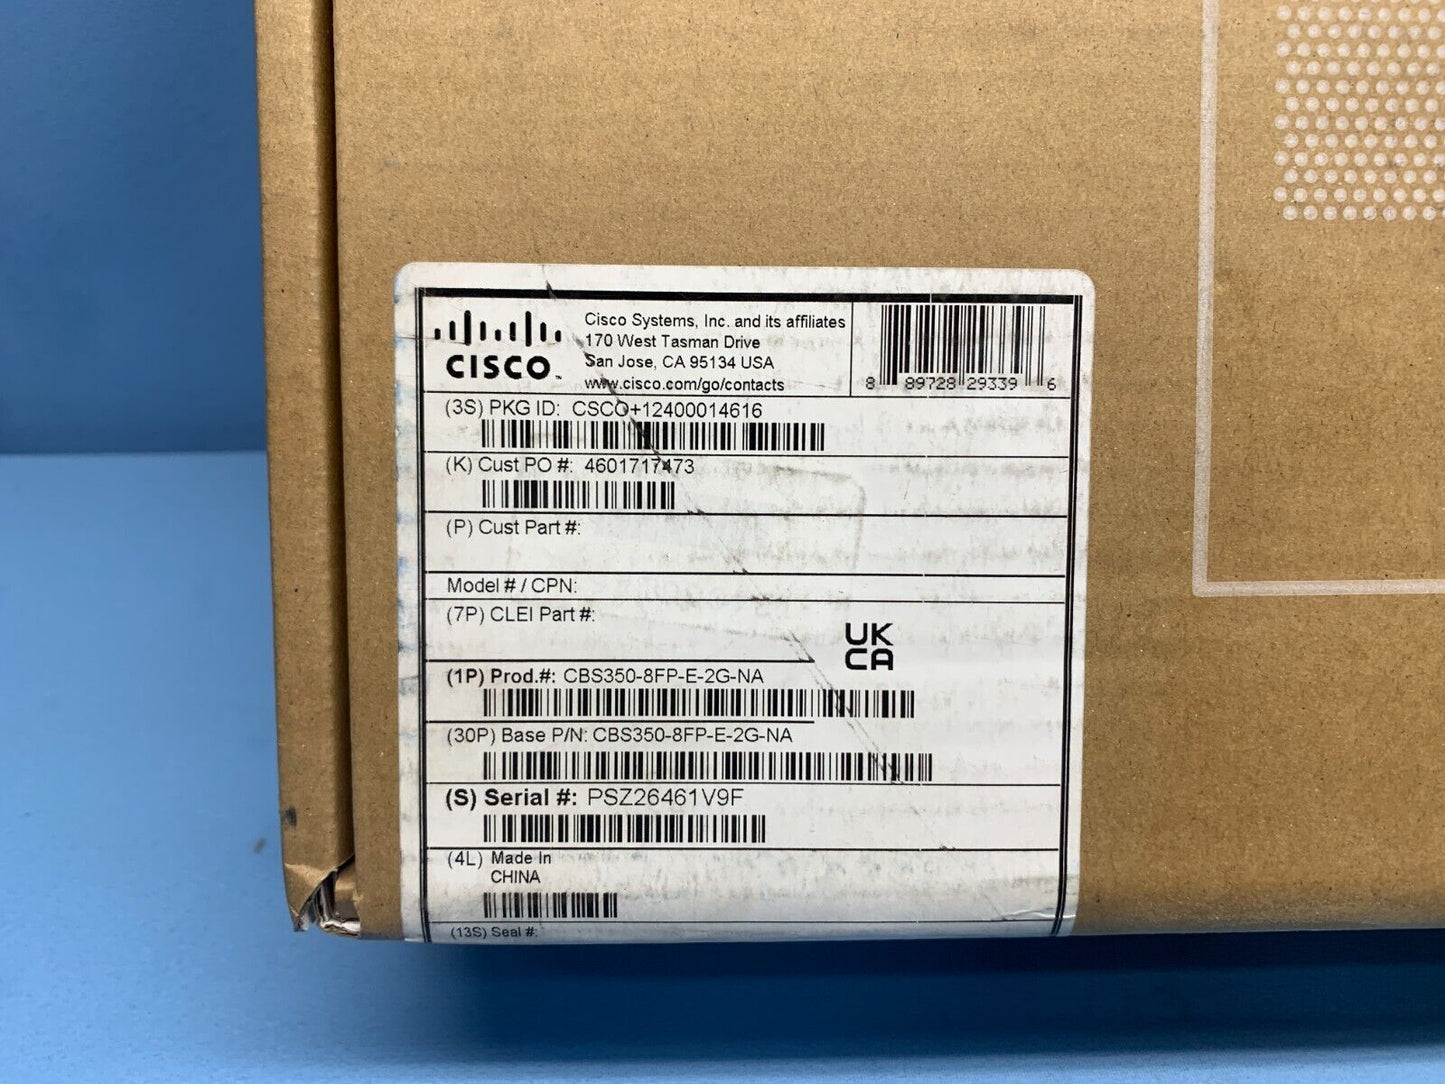 CISCO
Cisco Systems, Inc. and its affiliates
170 West Tasman Drive
San Jose, CA 95134 USA
www.cisco.com/go/contacts
8 89728 29339 6
(3S) PKG ID: CSCO+12400014616
(K) Cust PO #: 4601717473
(P) Cust Part #:
Model # / CPN:
(7P) CLEI Part #:
UK
CA
(1P) Prod.#: CBS350-8FP-E-2G-NA
(30P) Base P/N: CBS350-8FP-E-2G-NA
(S) Serial #: PSZ26461V9F
(4L) Made In
CHINA
(13S) Seal #: